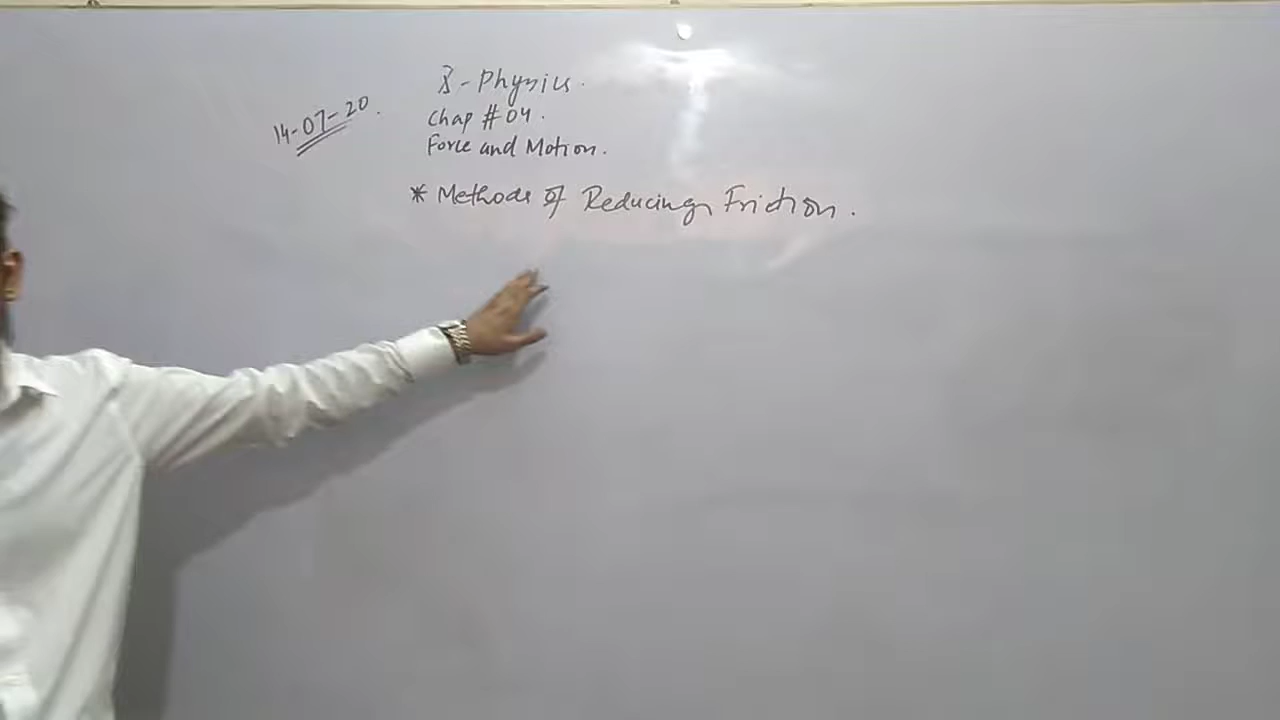 8-Physics.
14-07-20.
Chap #04.
Force and Motion.
* Methods of Reducing Friction.